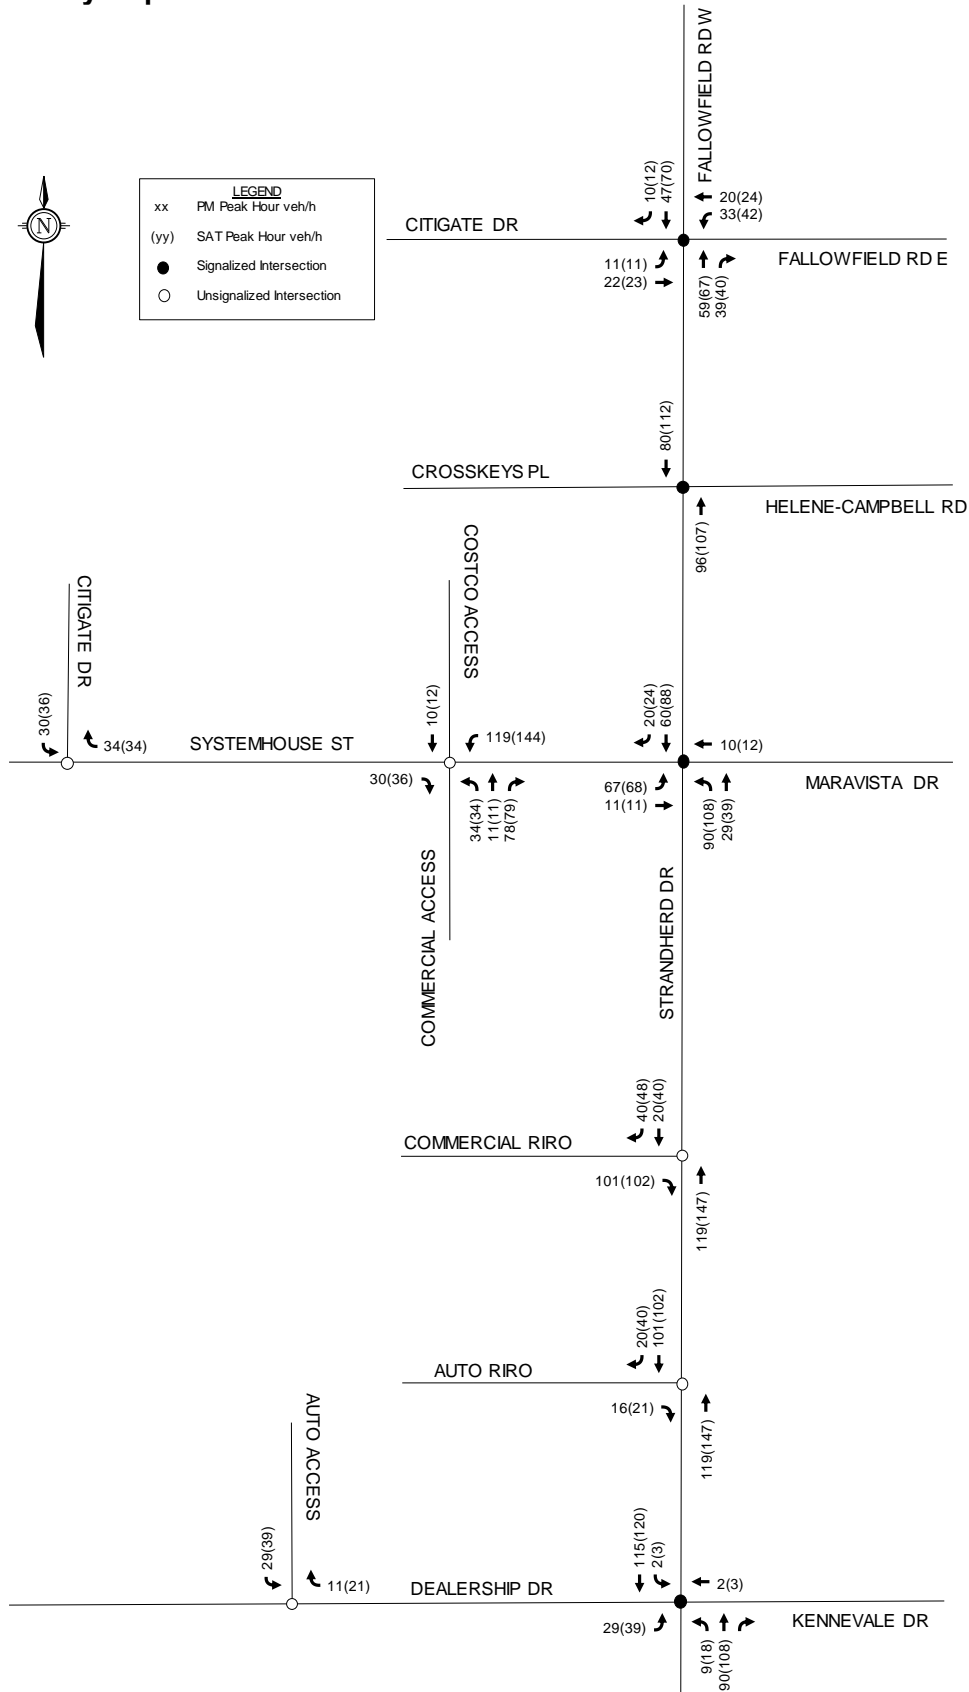 FALLOWFIELD RD W
LEGEND
xx PM Peak Hour veh/h
(yy) SAT Peak Hour veh/h
Signalized Intersection
Unsignalized Intersection
N
10(12)
47(70)
20(24)
33(42)
CITIGATE DR
FALLOWFIELD RD E
11(11)
22(23)
59(67)
39(40)
80(112)
CROSSKEYS PL
HELENE-CAMPBELL RD
96(107)
CITIGATE DR
COSTCO ACCESS
30(36)
34(34)
SYSTEMHOUSE ST
10(12)
119(144)
20(24)
60(88)
10(12)
MARAVISTA DR
30(36)
34(34)
11(11)
78(79)
67(68)
11(11)
90(108)
29(39)
COMMERCIAL ACCESS
STRANDHERD DR
40(48)
20(40)
COMMERCIAL RIRO
101(102)
119(147)
20(40)
101(102)
AUTO RIRO
16(21)
119(147)
AUTO ACCESS
29(39)
11(21)
DEALERSHIP DR
115(120)
2(3)
2(3)
KENNEVALE DR
29(39)
9(18)
90(108)